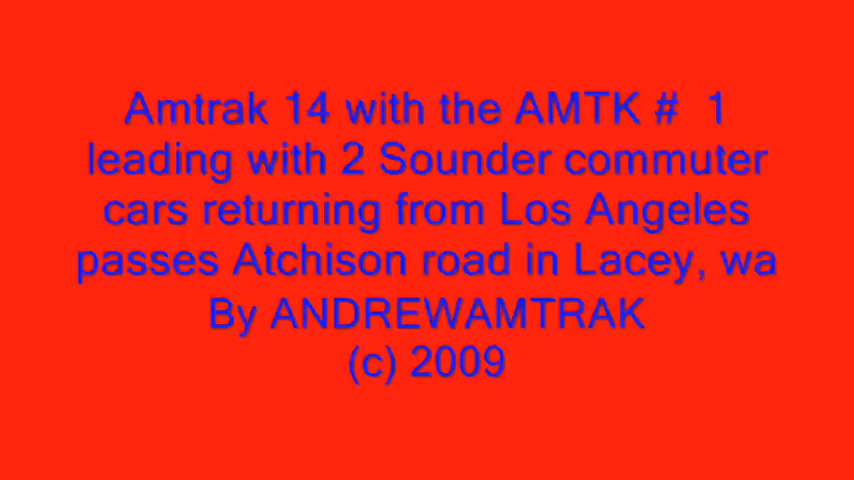 Amtrak 14 with the AMTK #  1
leading with 2 Sounder commuter
cars returning from Los Angeles
passes Atchison road in Lacey, wa
By ANDREWAMTRAK
(c) 2009